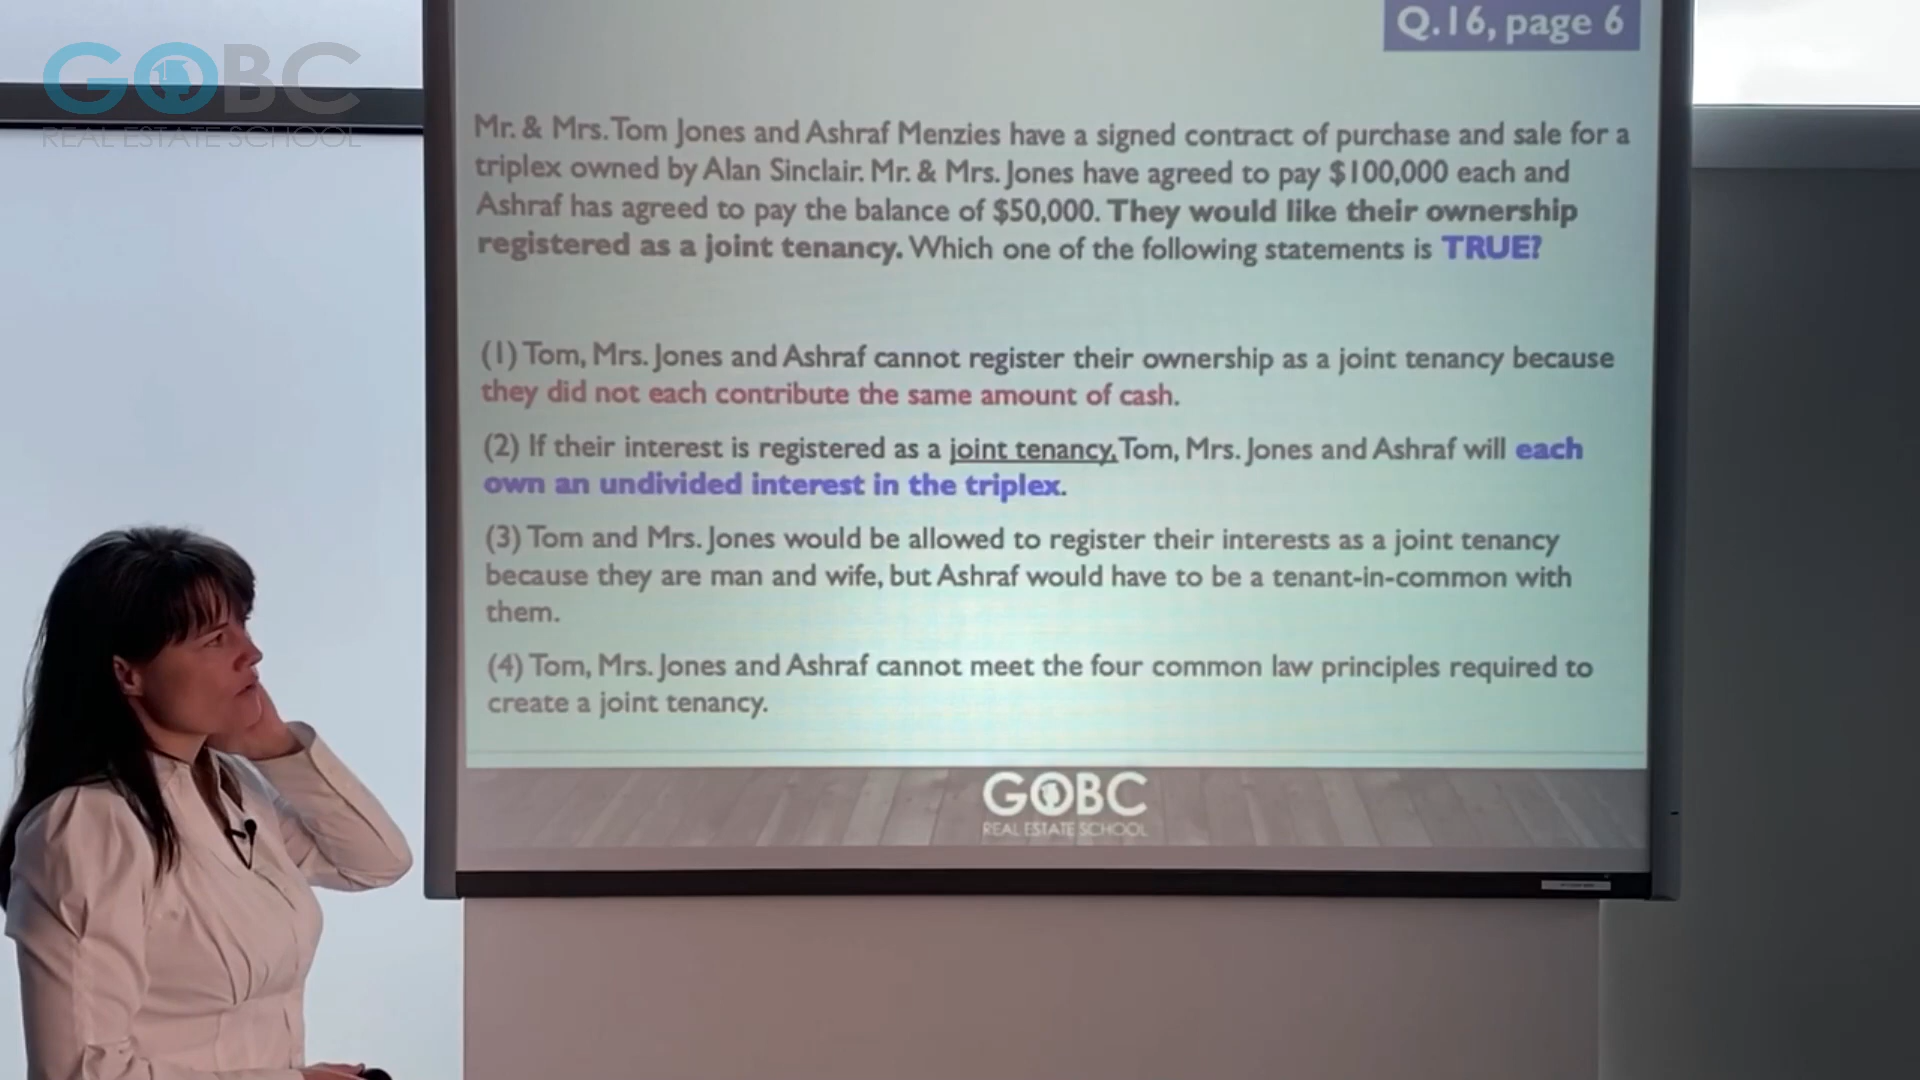 GOBC
REAL ESTATE SCHOOL
Q.16, page 6
Mr. & Mrs. Tom Jones and Ashraf Menzies have a signed contract of purchase and sale for a
triplex owned by Alan Sinclair. Mr. & Mrs. Jones have agreed to pay $100,000 each and
Ashraf has agreed to pay the balance of $50,000. They would like their ownership
registered as a joint tenancy. Which one of the following statements is TRUE?
(1) Tom, Mrs. Jones and Ashraf cannot register their ownership as a joint tenancy because
they did not each contribute the same amount of cash.
(2) If their interest is registered as a joint tenancy, Tom, Mrs. Jones and Ashraf will each
own an undivided interest in the triplex.
(3) Tom and Mrs. Jones would be allowed to register their interests as a joint tenancy
because they are man and wife, but Ashraf would have to be a tenant-in-common with
them.
(4) Tom, Mrs. Jones and Ashraf cannot meet the four common law principles required to
create a joint tenancy.
GOBC
REAL ESTATE SCHOOL